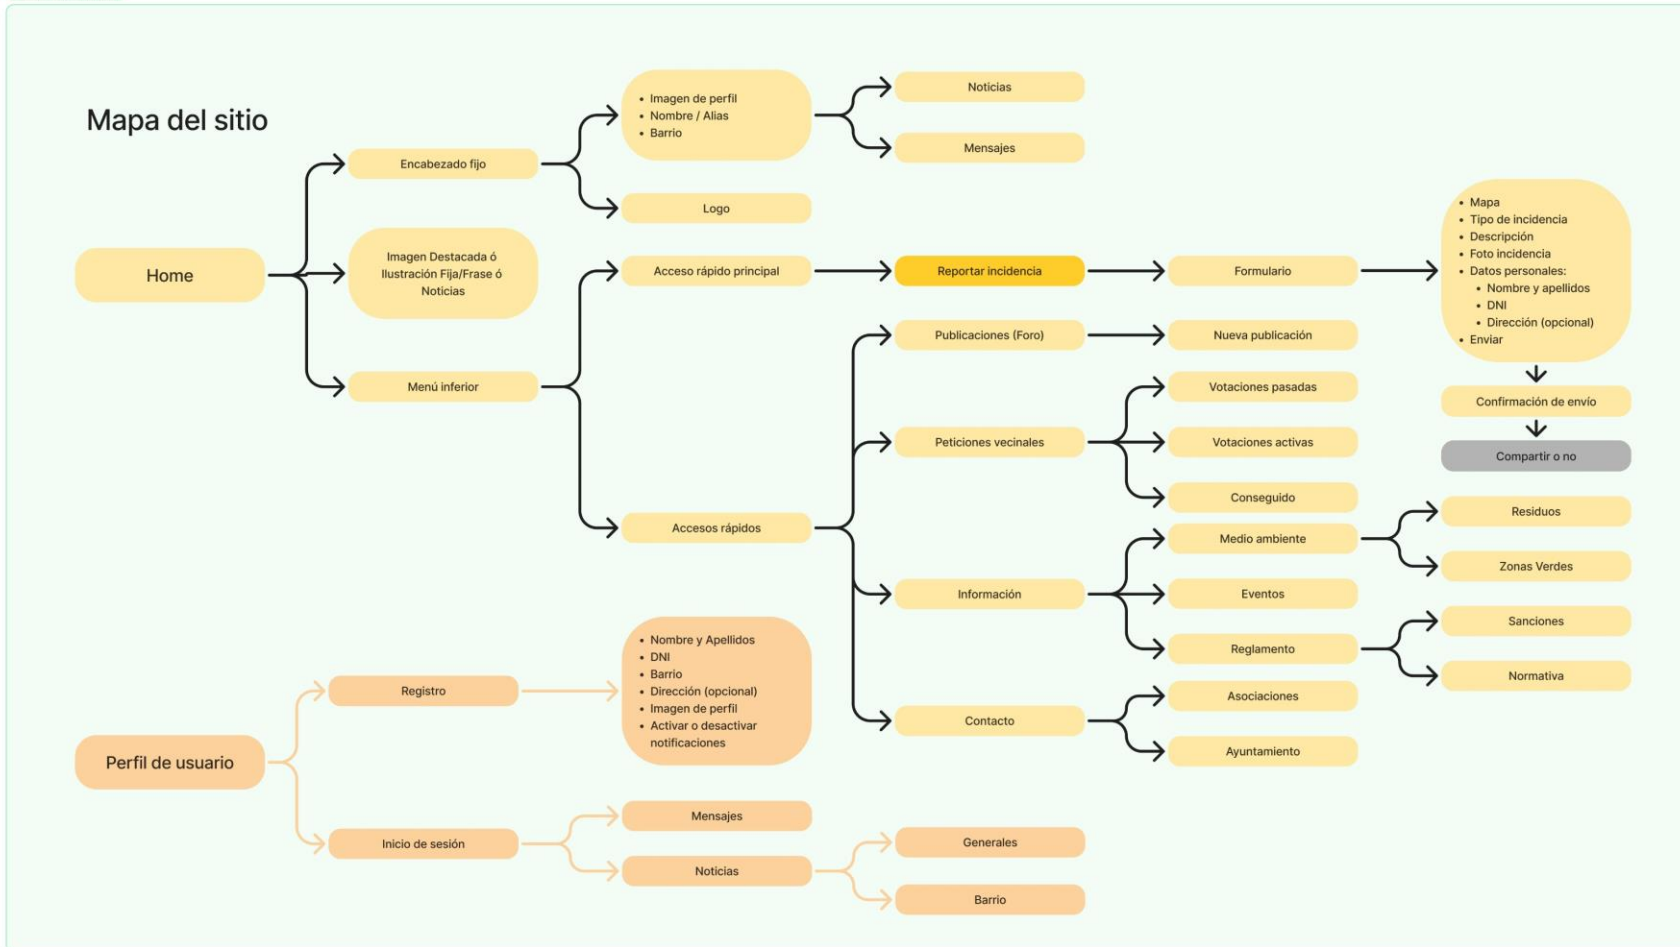 Mapa del sitio
Home
Encabezado fijo
• Imagen de perfil
• Nombre / Alias
• Barrio
Noticias
Mensajes
Logo
Imagen Destacada ó
Ilustración Fija/Frase ó
Noticias
Menú inferior
Acceso rápido principal
Reportar incidencia
Formulario
• Mapa
• Tipo de incidencia
• Descripción
• Foto incidencia
• Datos personales:
• Nombre y apellidos
• DNI
• Dirección (opcional)
• Enviar
Confirmación de envío
Compartir o no
Accesos rápidos
Publicaciones (Foro)
Nueva publicación
Peticiones vecinales
Votaciones pasadas
Votaciones activas
Conseguido
Información
Medio ambiente
Residuos
Zonas Verdes
Eventos
Reglamento
Sanciones
Normativa
Contacto
Asociaciones
Ayuntamiento
Perfil de usuario
Registro
• Nombre y Apellidos
• DNI
• Barrio
• Dirección (opcional)
• Imagen de perfil
• Activar o desactivar
notificaciones
Inicio de sesión
Mensajes
Noticias
Generales
Barrio